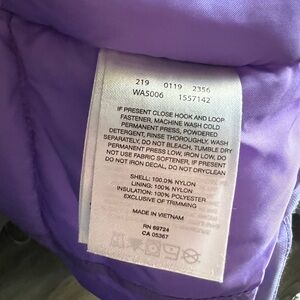 219 0119 2356
WA5006 1557142
IF PRESENT CLOSE HOOK AND LOOP
FASTENER, MACHINE WASH COLD
PERMANENT PRESS, POWDERED
DETERGENT, RINSE THOROUGHLY, WASH
SEPARATELY, DO NOT BLEACH, TUMBLE DRY
PERMANENT PRESS LOW, IRON LOW, DO
NOT USE FABRIC SOFTENER, IF PRESENT
DO NOT IRON DECAL, DO NOT DRYCLEAN
SHELL: 100.0% NYLON
LINING: 100% NYLON
INSULATION: 100% POLYESTER
EXCLUSIVE OF TRIMMING
MADE IN VIETNAM
RN 69724
CA 05367